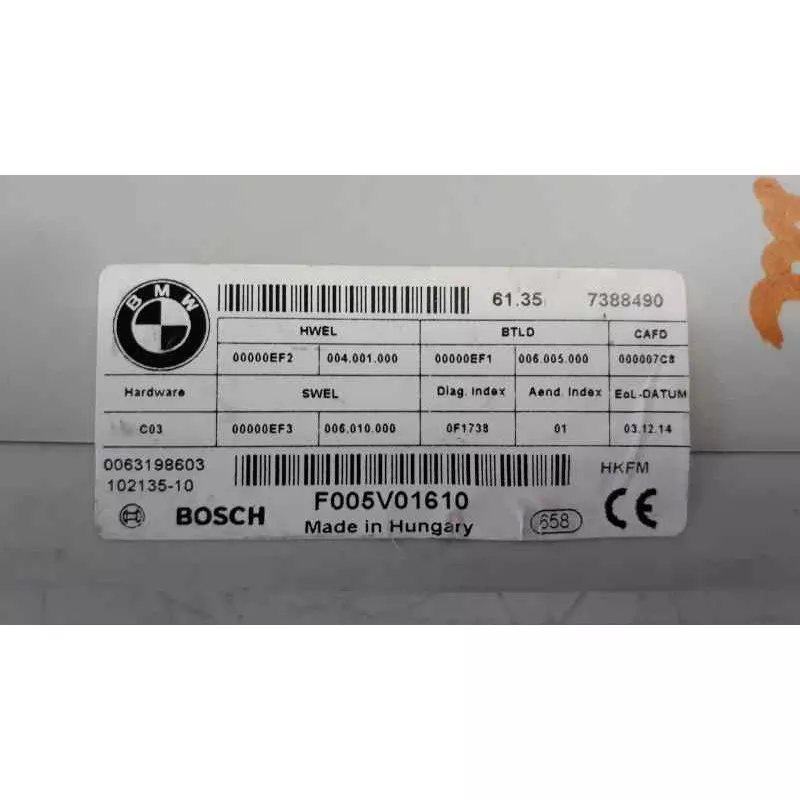 BMW
61.35 7388490
HWEL BTLD CAFD
00000EF2 004.001.000 00000EF1 006.005.000 000007C8
Hardware SWEL Diag. Index Aend. Index EoL-DATUM
C03 00000EF3 006.010.000 0F1738 01 03.12.14
0063198603 HKFM
102135-10
F005V01610
BOSCH Made in Hungary 658 CE